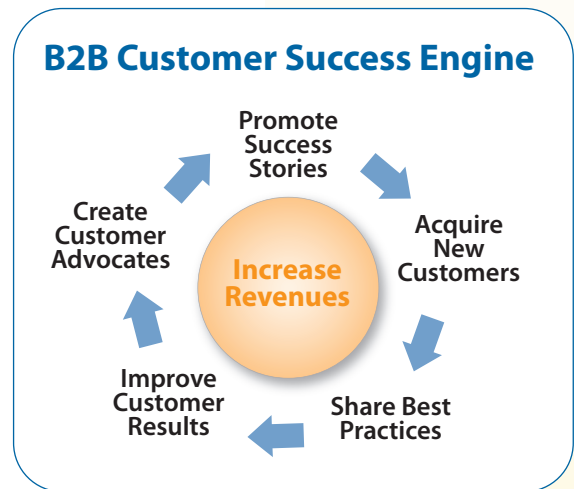 B2B Customer Success Engine
Promote
Success
Stories
Acquire
New
Customers
Share Best
Practices
Improve
Customer
Results
Create
Customer
Advocates
Increase
Revenues